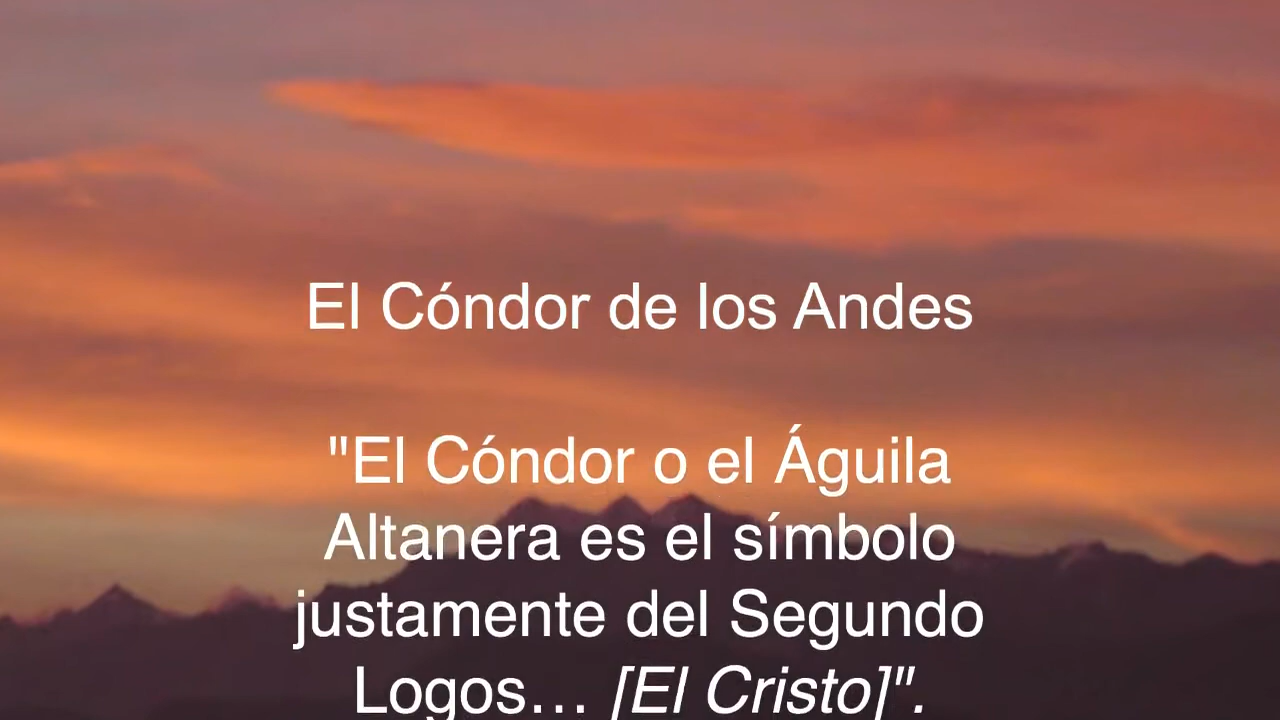 El Cóndor de los Andes
"El Cóndor o el Águila
Altanera es el símbolo
justamente del Segundo
Logos… [El Cristo]".